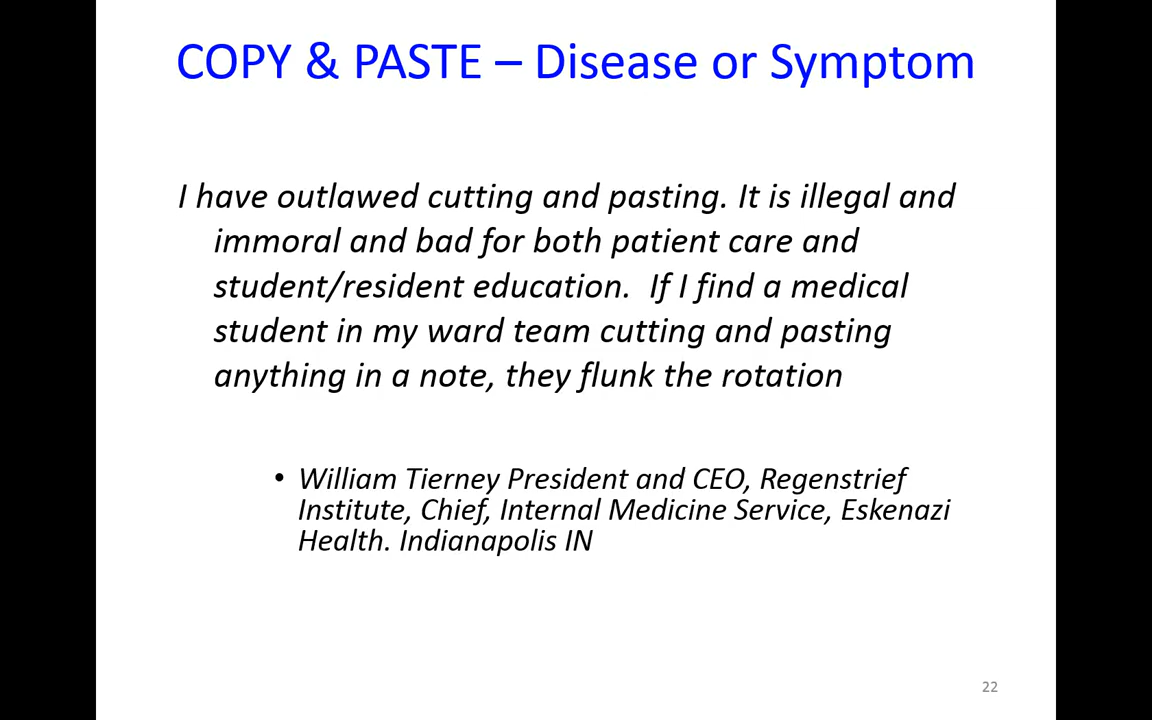 COPY & PASTE – Disease or Symptom
I have outlawed cutting and pasting. It is illegal and
immoral and bad for both patient care and
student/resident education.  If I find a medical
student in my ward team cutting and pasting
anything in a note, they flunk the rotation
• William Tierney President and CEO, Regenstrief
Institute, Chief, Internal Medicine Service, Eskenazi
Health. Indianapolis IN
22